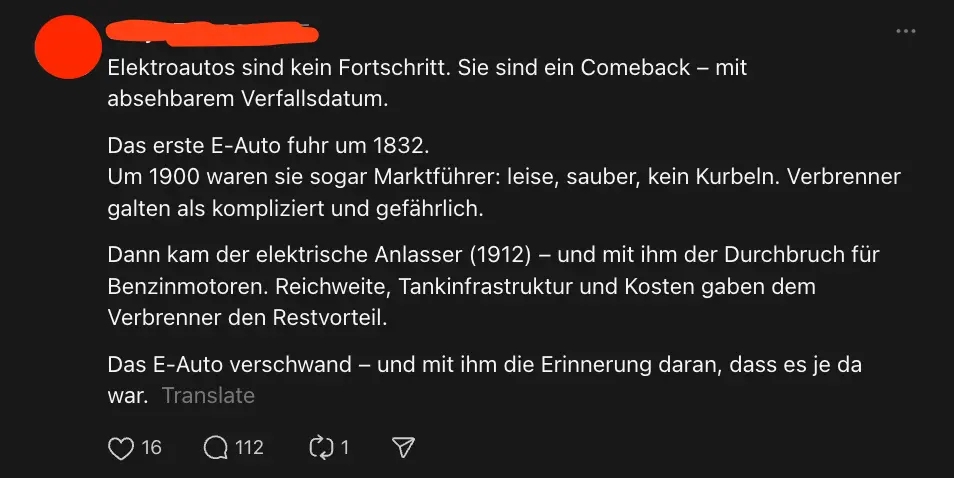 Elektroautos sind kein Fortschritt. Sie sind ein Comeback – mit
absehbarem Verfallsdatum.
Das erste E-Auto fuhr um 1832.
Um 1900 waren sie sogar Marktführer: leise, sauber, kein Kurbeln. Verbrenner
galten als kompliziert und gefährlich.
Dann kam der elektrische Anlasser (1912) – und mit ihm der Durchbruch für
Benzinmotoren. Reichweite, Tankinfrastruktur und Kosten gaben dem
Verbrenner den Restvorteil.
Das E-Auto verschwand – und mit ihm die Erinnerung daran, dass es je da
war. Translate
16 112 1